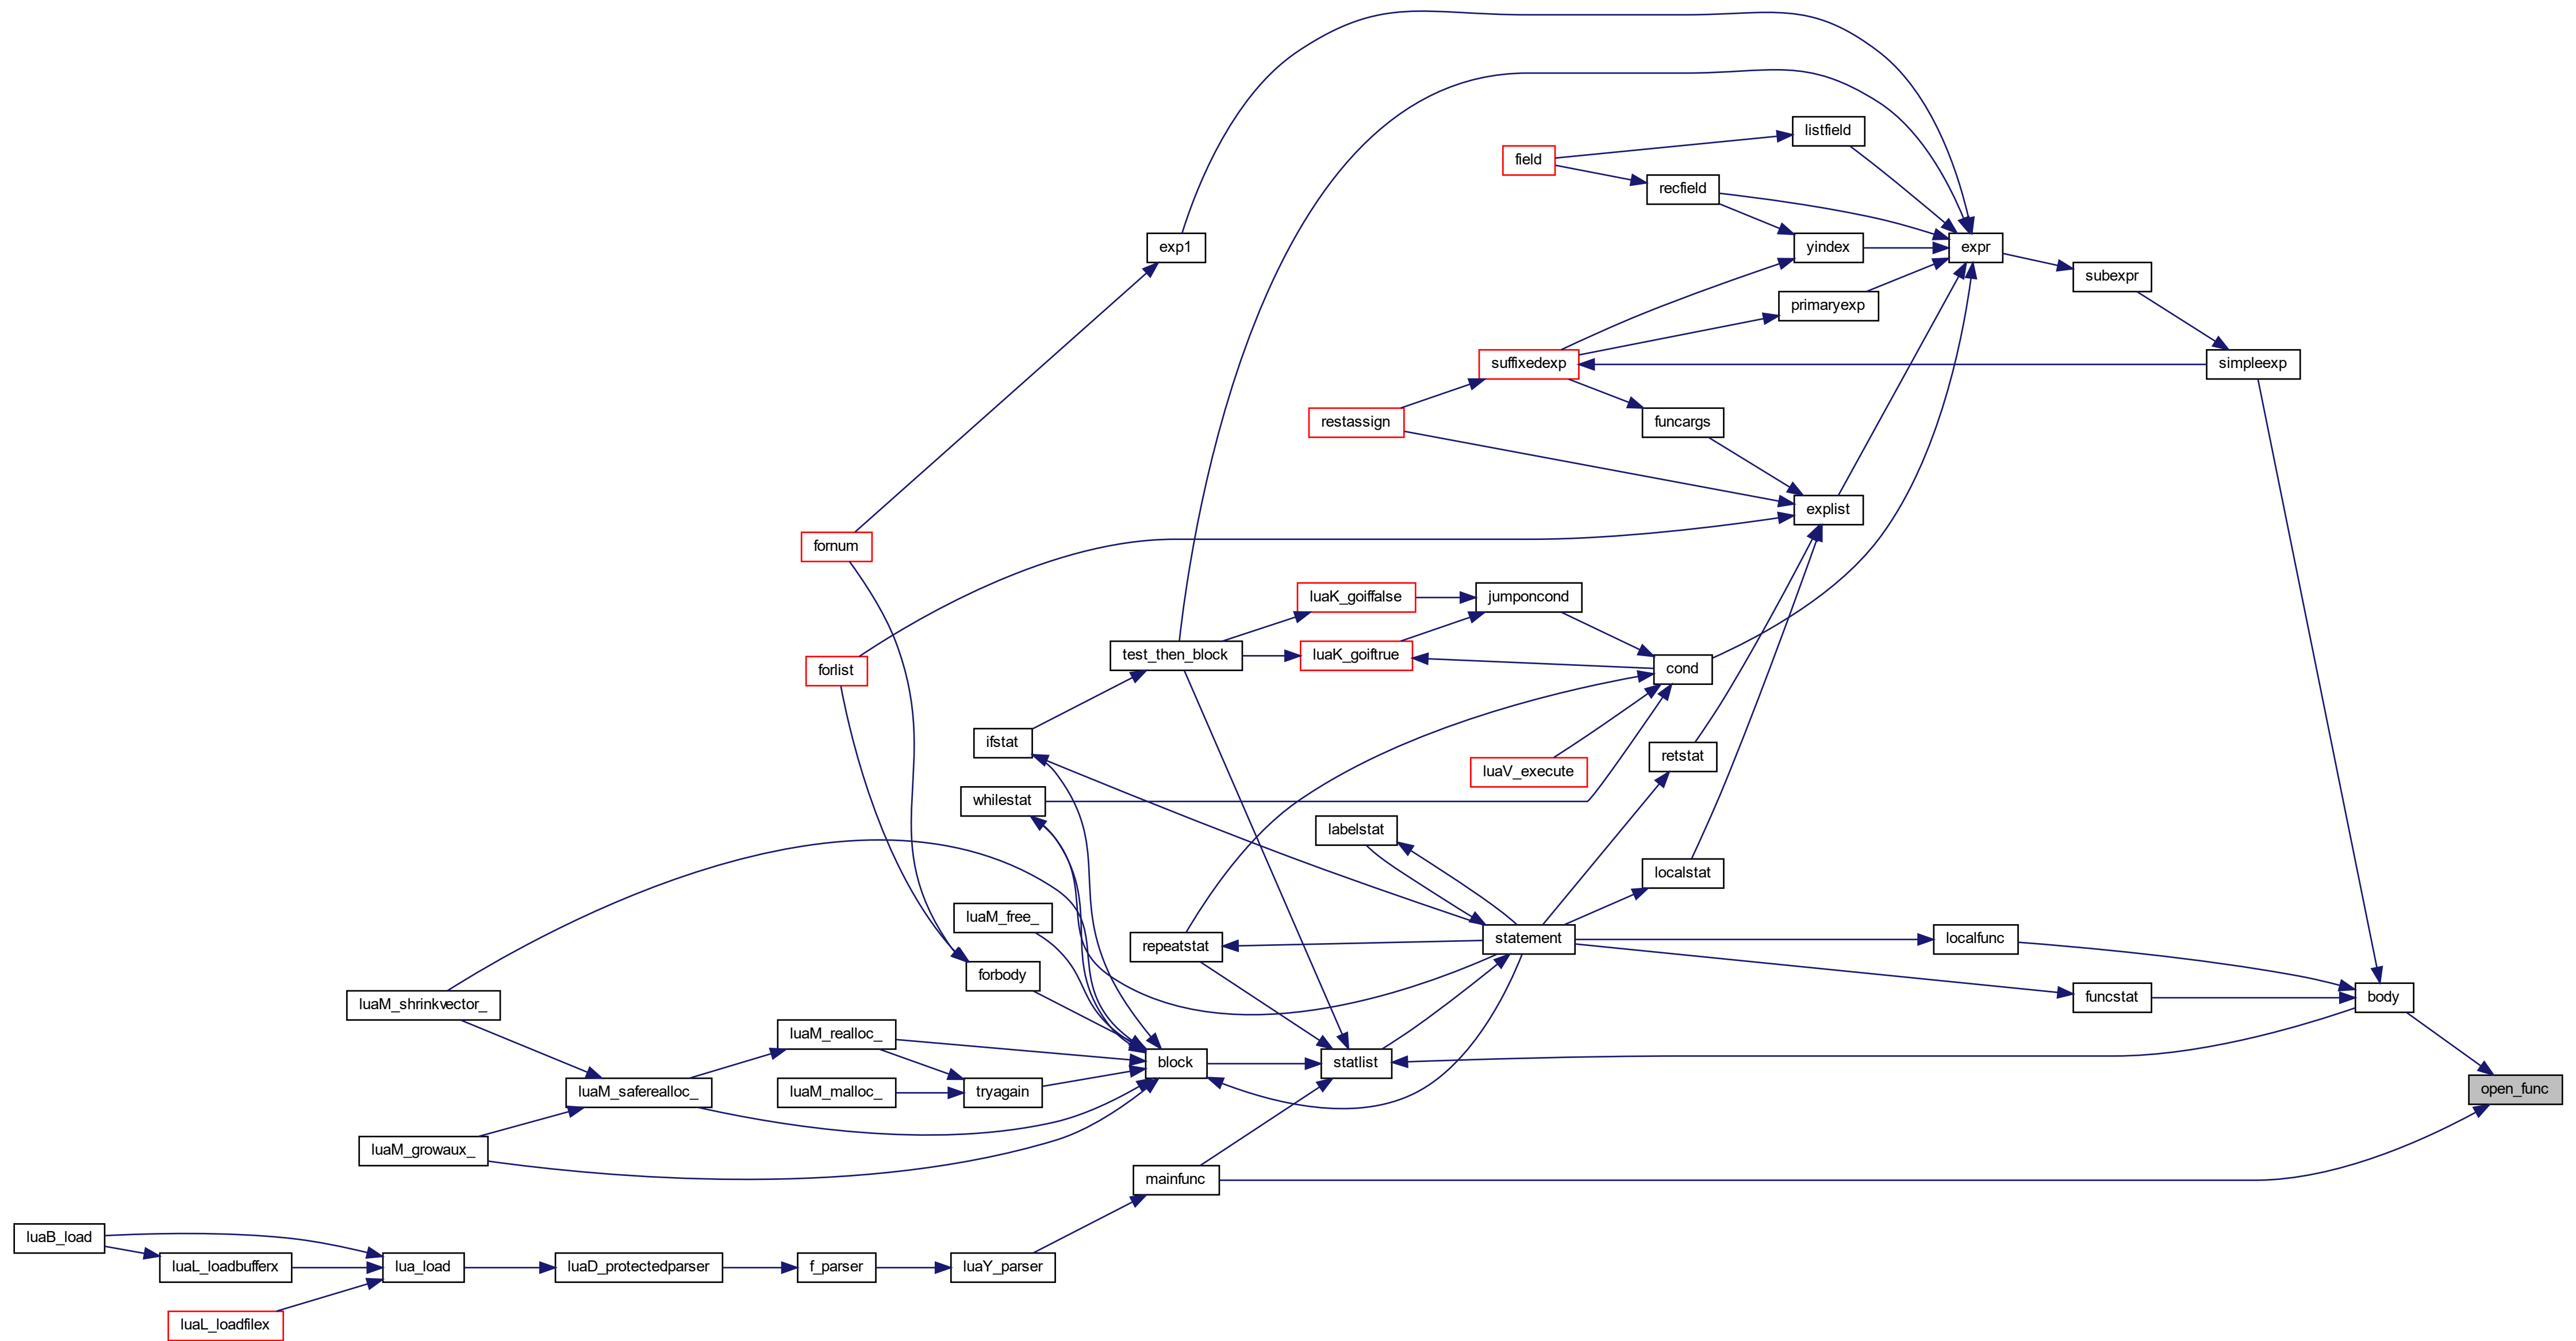 listfield
field
recfield
exp1
yindex
expr
subexpr
primaryexp
suffixedexp
simpleexp
restassign
funcargs
explist
fornum
luaK_goiffalse
jumponcond
test_then_block
luaK_goiftrue
forlist
cond
ifstat
retstat
luaV_execute
whilestat
labelstat
localstat
luaM_free_
repeatstat
statement
localfunc
forbody
luaM_shrinkvector_
funcstat
body
luaM_realloc_
block
statlist
luaM_saferealloc_
luaM_malloc_
tryagain
open_func
luaM_growaux_
mainfunc
luaB_load
luaL_loadbufferx
lua_load
luaD_protectedparser
f_parser
luaY_parser
luaL_loadfilex